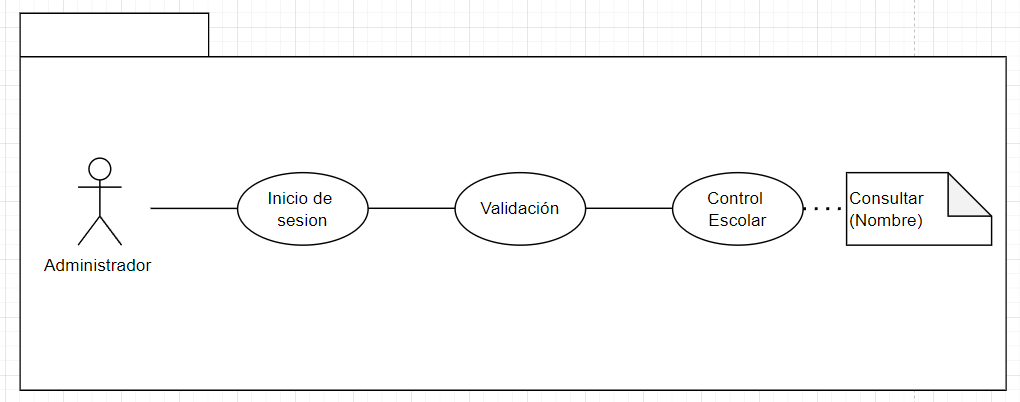 Inicio de
sesion
Validación
Control
Escolar
Consultar
(Nombre)
Administrador